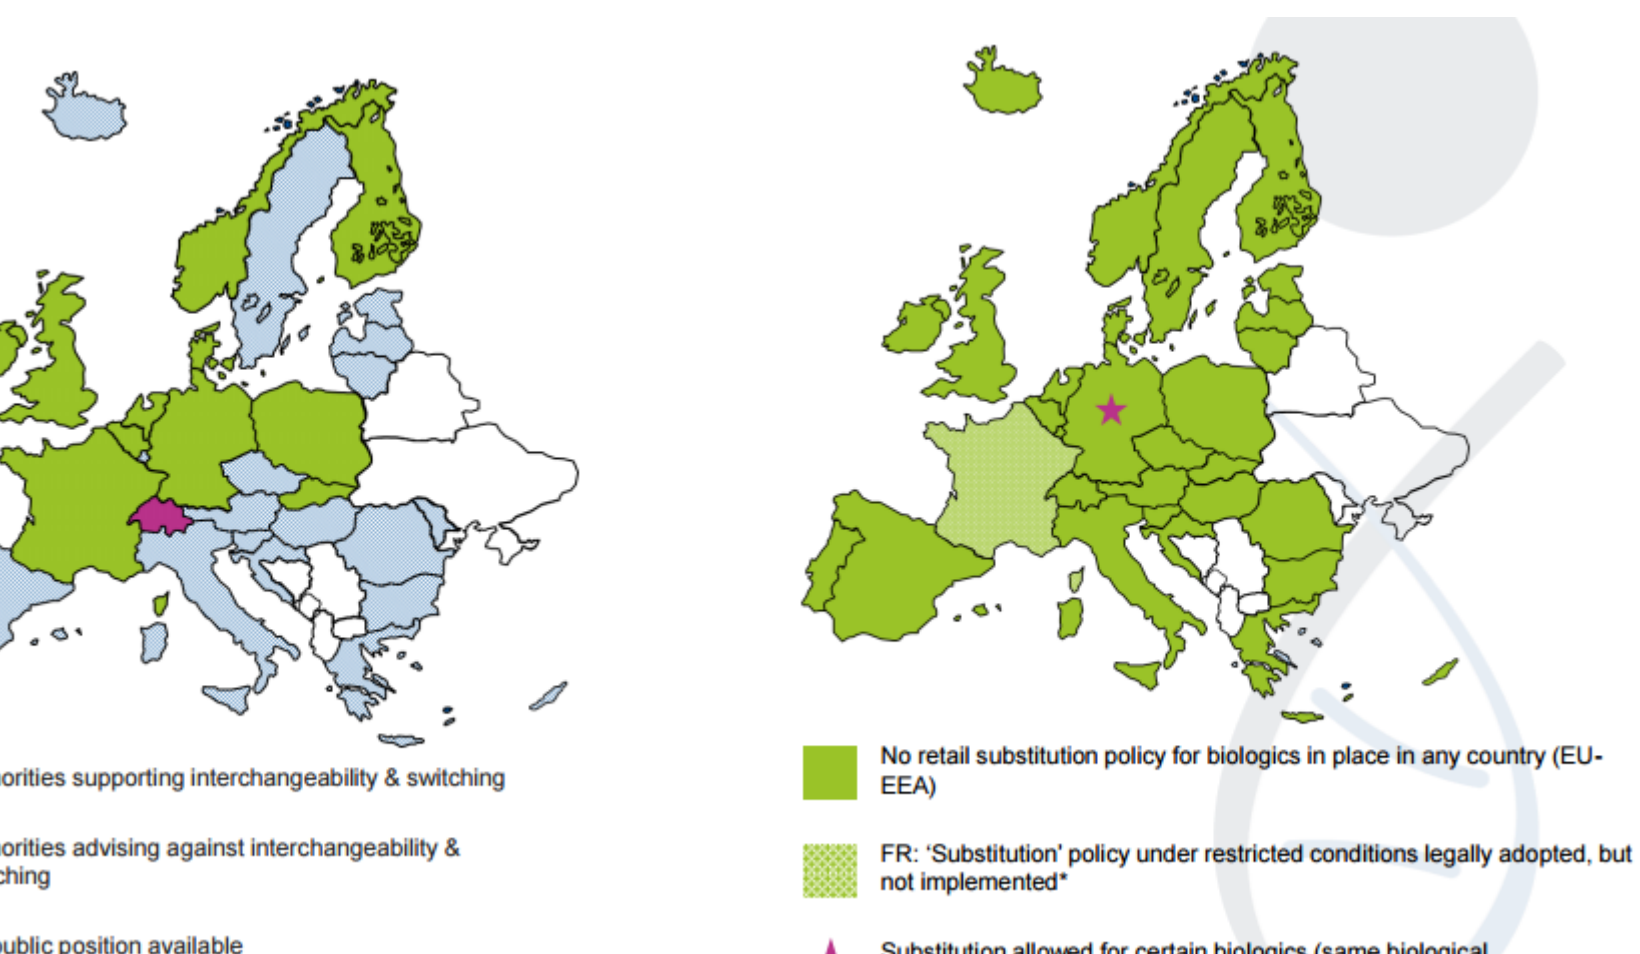 orities supporting interchangeability & switching
orities advising against interchangeability &
ching
public position available
No retail substitution policy for biologics in place in any country (EU-
EEA)
FR: ‘Substitution’ policy under restricted conditions legally adopted, but
not implemented*
Substitution allowed for certain biologics (same biological